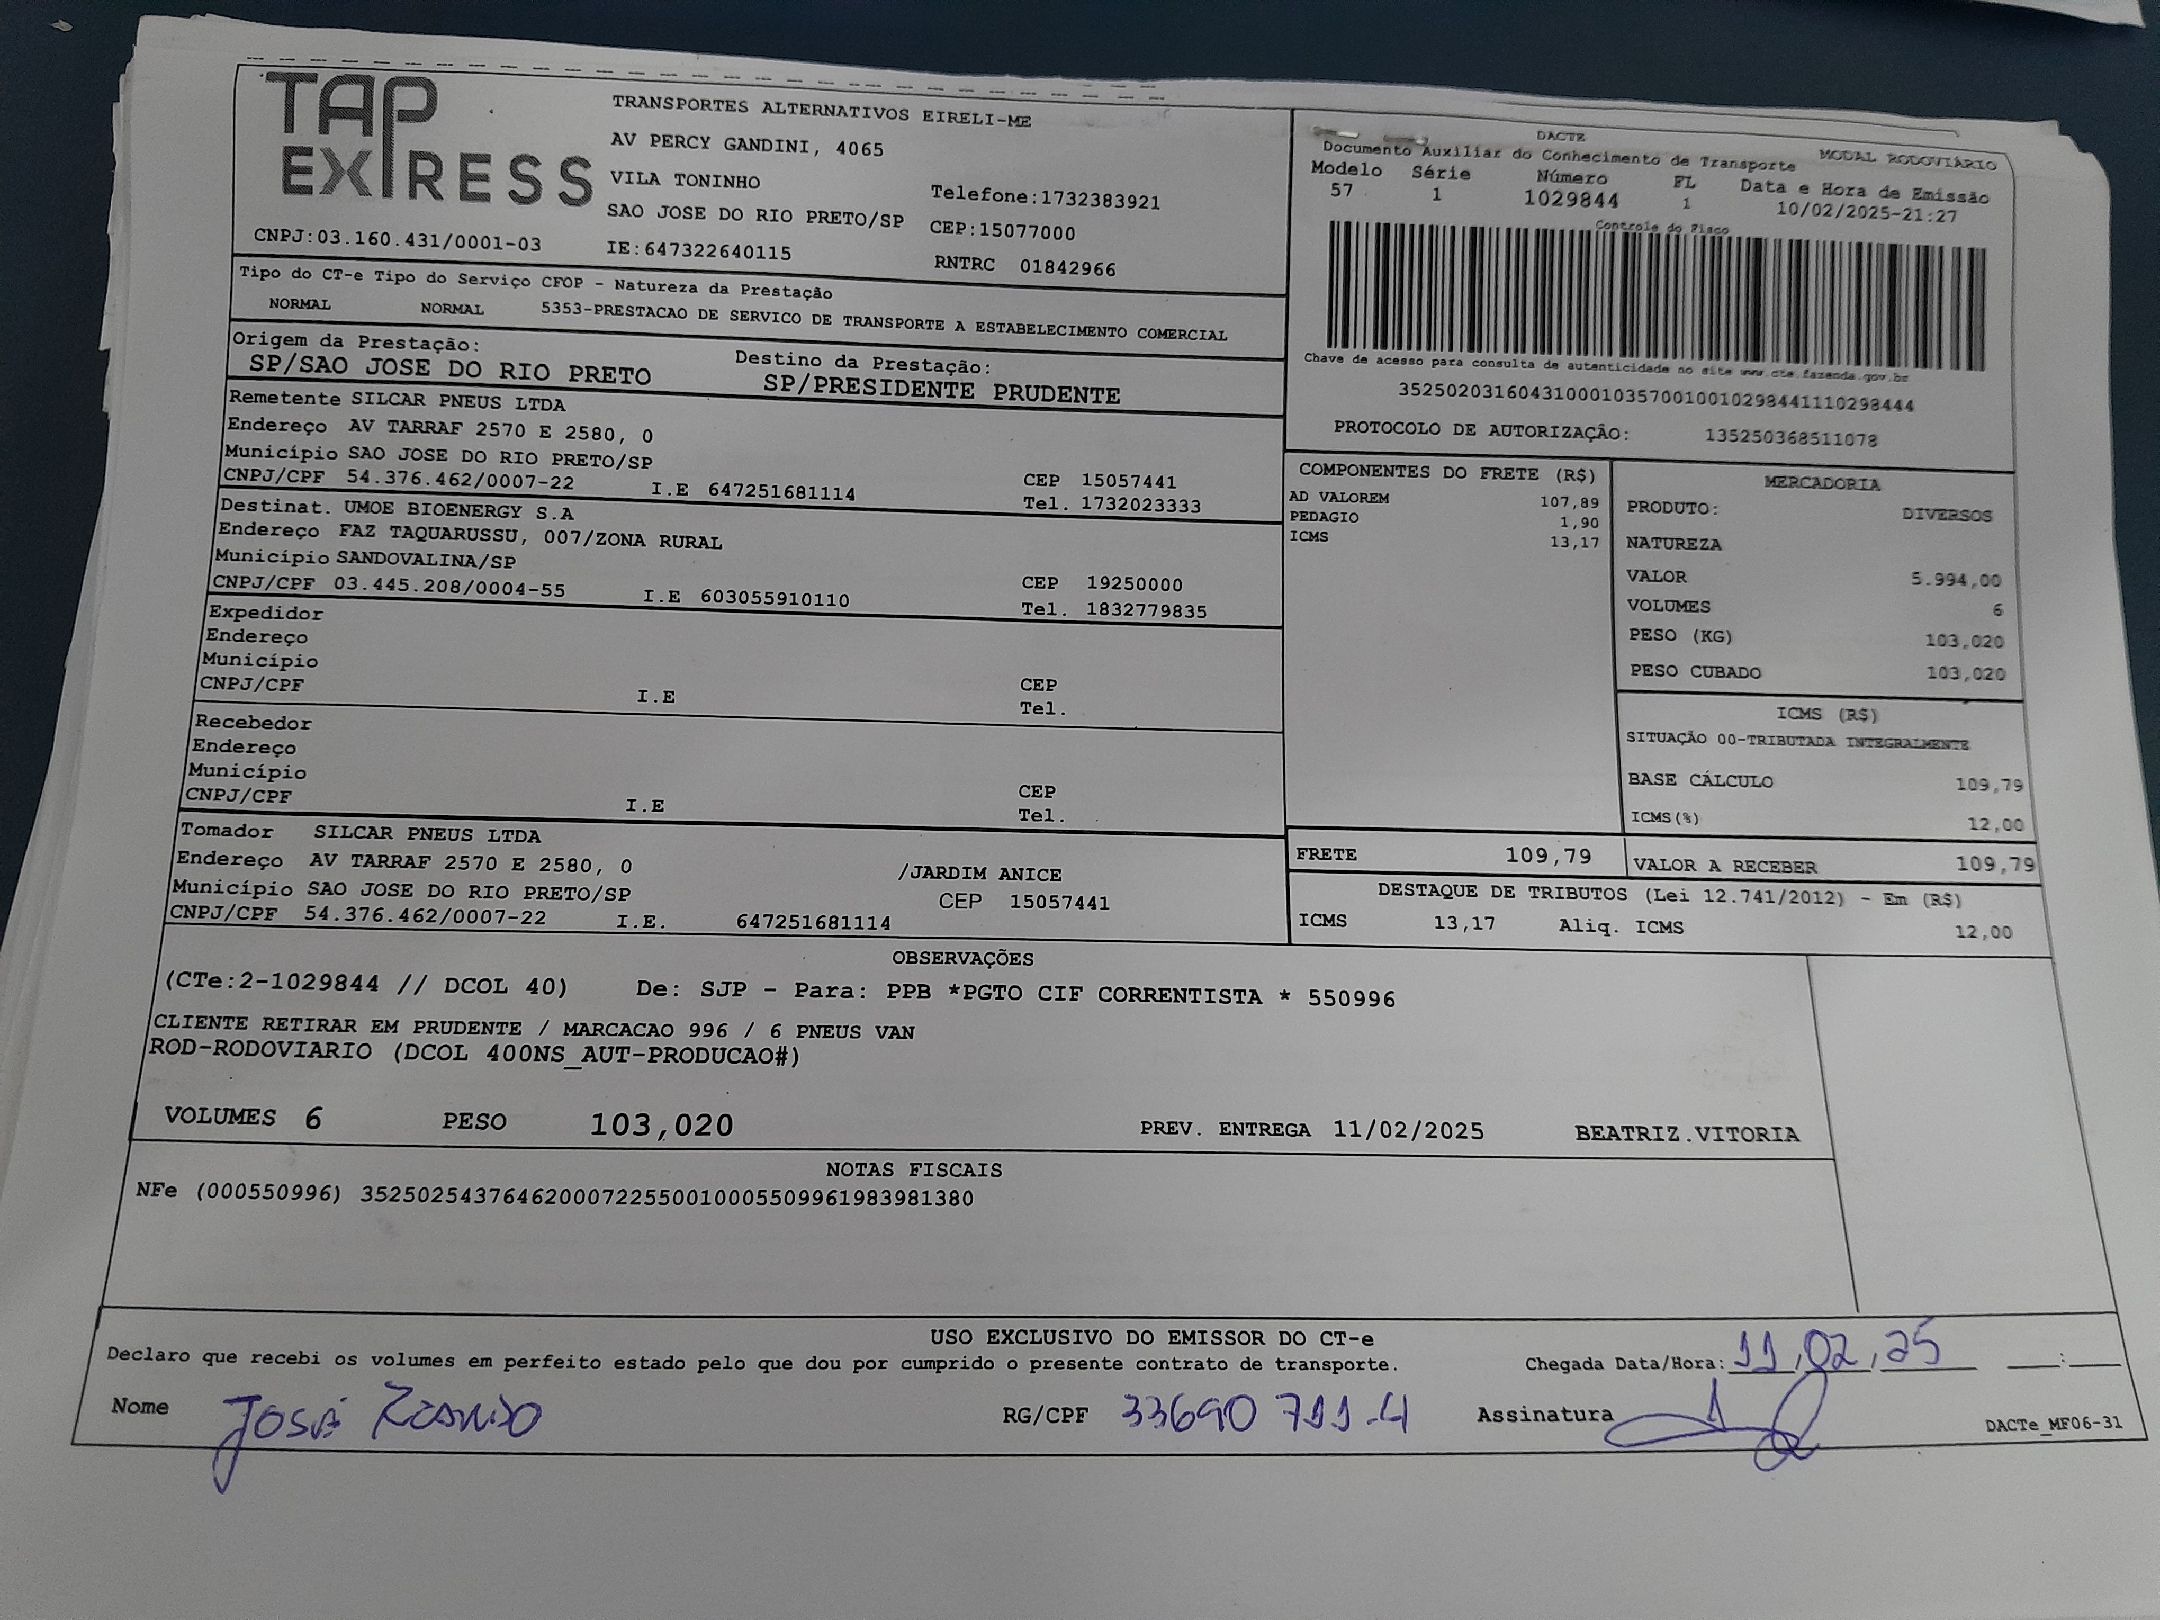 TAP EXPRESS
TRANSPORTES ALTERNATIVOS EIRELI-ME
AV PERCY GANDINI, 4065
VILA TONINHO
Telefone:1732383921
SAO JOSE DO RIO PRETO/SP CEP:15077000
CNPJ:03.160.431/0001-03 IE:647322640115 RNTRC 01842966
DACTE
Documento Auxiliar do Conhecimento de Transporte MODAL RODOVIÁRIO
Modelo Série Número FL Data e Hora de Emissão
57 1 1029844 1 10/02/2025-21:27
Controle do Fisco
Chave de acesso para consulta de autenticidade no site www.cte.fazenda.gov.br
35250203160431000103570010010298441110298444
PROTOCOLO DE AUTORIZAÇÃO: 135250368511078
Tipo do CT-e Tipo do Serviço CFOP - Natureza da Prestação
NORMAL NORMAL 5353-PRESTACAO DE SERVICO DE TRANSPORTE A ESTABELECIMENTO COMERCIAL
Origem da Prestação: Destino da Prestação:
SP/SAO JOSE DO RIO PRETO SP/PRESIDENTE PRUDENTE
Remetente SILCAR PNEUS LTDA
Endereço AV TARRAF 2570 E 2580, 0
Município SAO JOSE DO RIO PRETO/SP CEP 15057441
CNPJ/CPF 54.376.462/0007-22 I.E 647251681114 Tel. 1732023333
Destinat. UMOE BIOENERGY S.A
Endereço FAZ TAQUARUSSU, 007/ZONA RURAL
Município SANDOVALINA/SP CEP 19250000
CNPJ/CPF 03.445.208/0004-55 I.E 603055910110 Tel. 1832779835
Expedidor
Endereço
Município CEP
CNPJ/CPF I.E Tel.
Recebedor
Endereço
Município CEP
CNPJ/CPF I.E Tel.
Tomador SILCAR PNEUS LTDA
Endereço AV TARRAF 2570 E 2580, 0 /JARDIM ANICE
Município SAO JOSE DO RIO PRETO/SP CEP 15057441
CNPJ/CPF 54.376.462/0007-22 I.E. 647251681114
COMPONENTES DO FRETE (R$)
AD VALOREM 107,89
PEDAGIO 1,90
ICMS 13,17
MERCADORIA
PRODUTO: DIVERSOS
NATUREZA
VALOR 5.994,00
VOLUMES 6
PESO (KG) 103,020
PESO CUBADO 103,020
ICMS (R$)
SITUAÇÃO 00-TRIBUTADA INTEGRALMENTE
BASE CÁLCULO 109,79
ICMS(%) 12,00
FRETE 109,79 VALOR A RECEBER 109,79
DESTAQUE DE TRIBUTOS (Lei 12.741/2012) - Em (R$)
ICMS 13,17 Aliq. ICMS 12,00
OBSERVAÇÕES
(CTe:2-1029844 // DCOL 40) De: SJP - Para: PPB *PGTO CIF CORRENTISTA * 550996
CLIENTE RETIRAR EM PRUDENTE / MARCACAO 996 / 6 PNEUS VAN
ROD-RODOVIARIO (DCOL 400NS_AUT-PRODUCAO#)
VOLUMES 6 PESO 103,020 PREV. ENTREGA 11/02/2025 BEATRIZ.VITORIA
NOTAS FISCAIS
NFe (000550996) 35250254376462000722550010005509961983981380
USO EXCLUSIVO DO EMISSOR DO CT-e
Declaro que recebi os volumes em perfeito estado pelo que dou por cumprido o presente contrato de transporte. Chegada Data/Hora: 11,02,25 __:__
Nome José RG/CPF 33690 711-4 Assinatura
DACTe_MF06-31